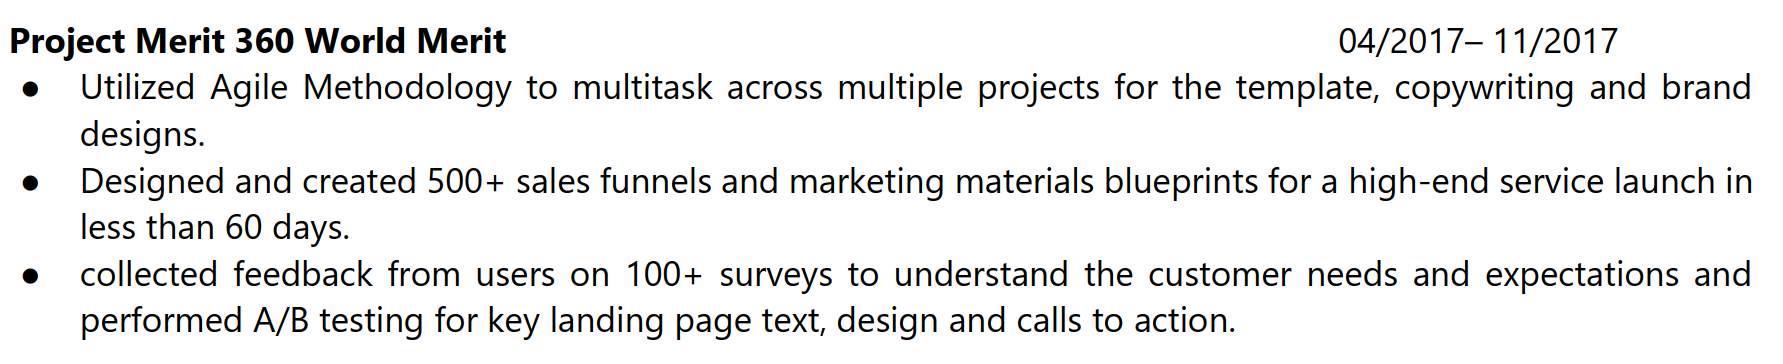 Project Merit 360 World Merit 04/2017– 11/2017
● Utilized Agile Methodology to multitask across multiple projects for the template, copywriting and brand
designs.
● Designed and created 500+ sales funnels and marketing materials blueprints for a high-end service launch in
less than 60 days.
● collected feedback from users on 100+ surveys to understand the customer needs and expectations and
performed A/B testing for key landing page text, design and calls to action.